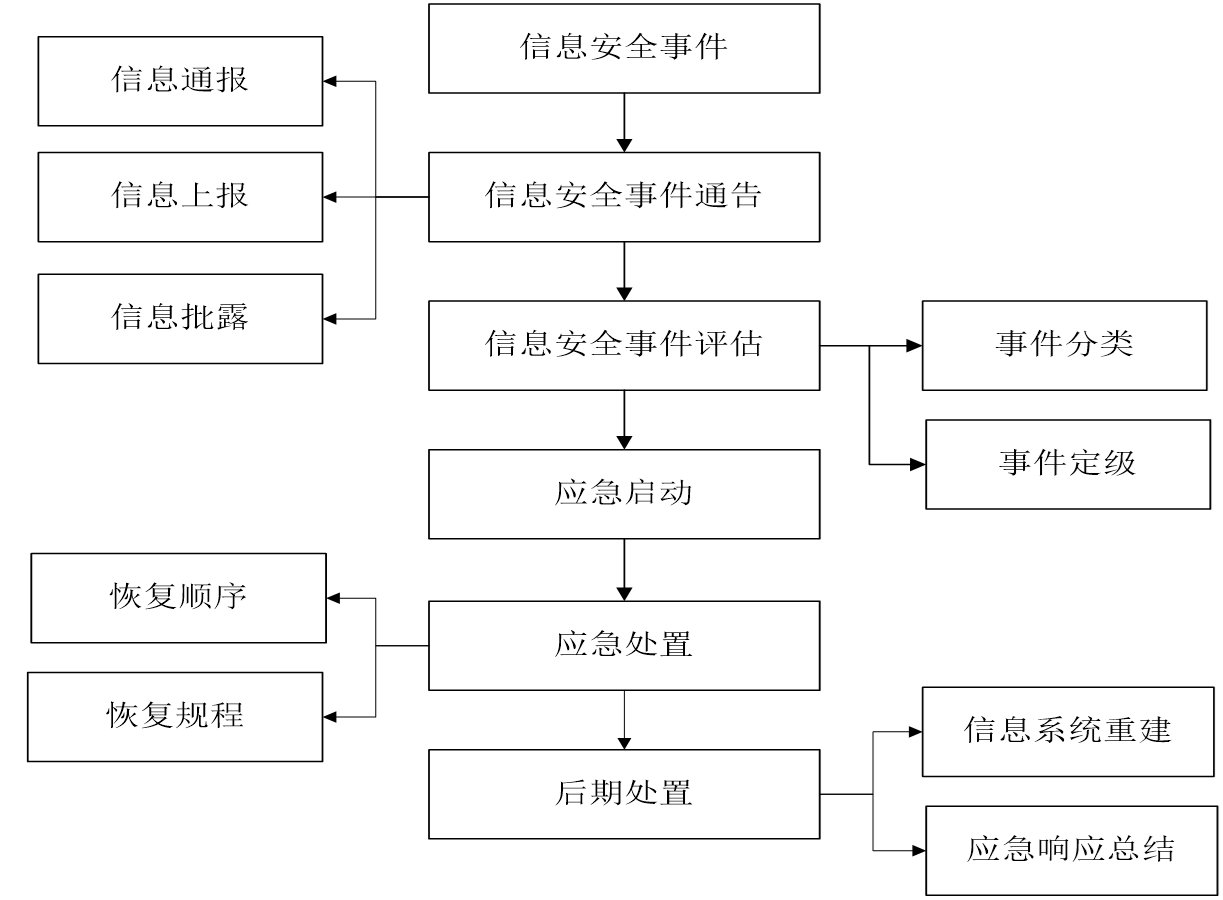 信息安全事件
信息通报
信息上报
信息安全事件通告
信息批露
信息安全事件评估
事件分类
事件定级
应急启动
恢复顺序
应急处置
恢复规程
信息系统重建
后期处置
应急响应总结